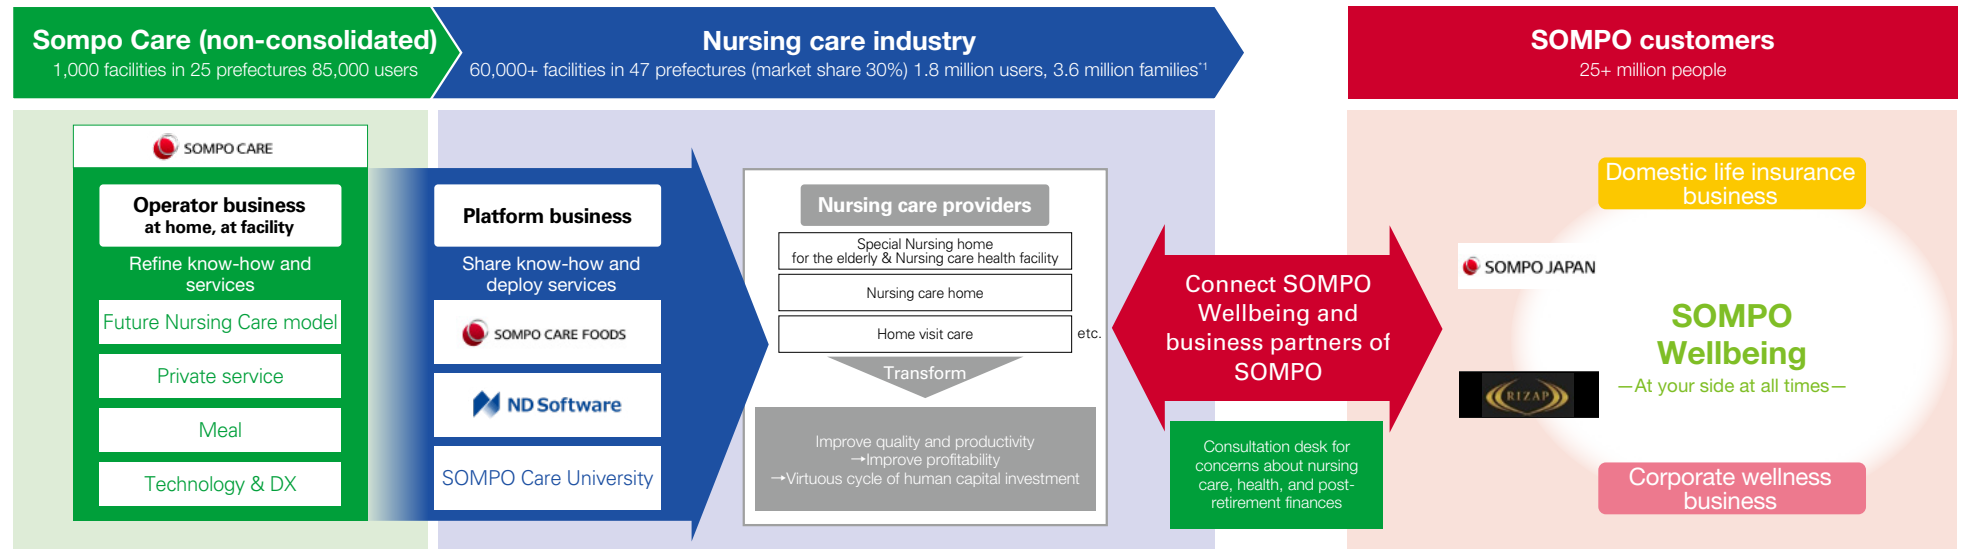 Sompo Care (non-consolidated)
1,000 facilities in 25 prefectures 85,000 users
Nursing care industry
60,000+ facilities in 47 prefectures (market share 30%) 1.8 million users, 3.6 million families*1
SOMPO customers
25+ million people
SOMPO CARE
Operator business
at home, at facility
Refine know-how and
services
Future Nursing Care model
Private service
Meal
Technology & DX
Platform business
Share know-how and
deploy services
SOMPO CARE FOODS
ND Software
SOMPO Care University
Nursing care providers
Special Nursing home
for the elderly & Nursing care health facility
Nursing care home
Home visit care
etc.
Transform
Improve quality and productivity
→Improve profitability
→Virtuous cycle of human capital investment
Connect SOMPO
Wellbeing and
business partners of
SOMPO
Consultation desk for
concerns about nursing
care, health, and post-
retirement finances
Domestic life insurance
business
SOMPO JAPAN
RIZAP
SOMPO
Wellbeing
—At your side at all times—
Corporate wellness
business